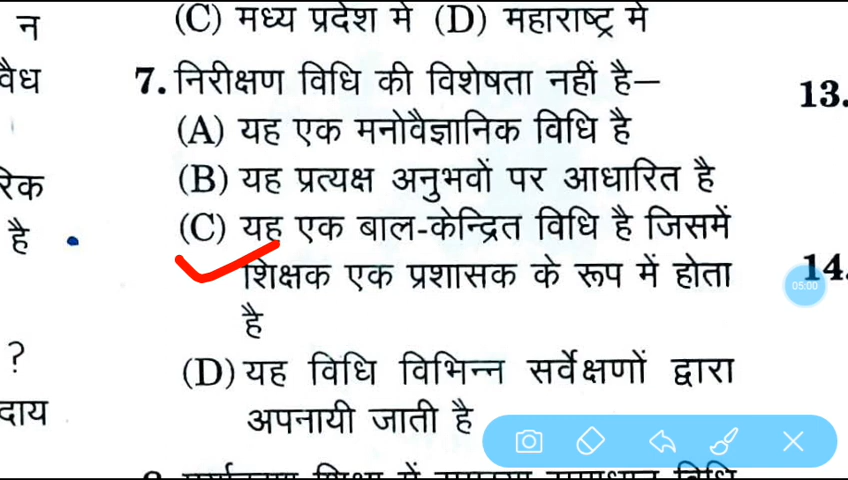 न
(C) मध्य प्रदेश मे (D) महाराष्ट्र मे
वैध
7. निरीक्षण विधि की विशेषता नहीं है—
13.
(A) यह एक मनोवैज्ञानिक विधि है
(B) यह प्रत्यक्ष अनुभवों पर आधारित है
रिक
(C) यह एक बाल-केन्द्रित विधि है जिसमें
है
शिक्षक एक प्रशासक के रूप में होता
14.
05:00
है
?
(D) यह विधि विभिन्न सर्वेक्षणों द्वारा
दाय
अपनायी जाती है